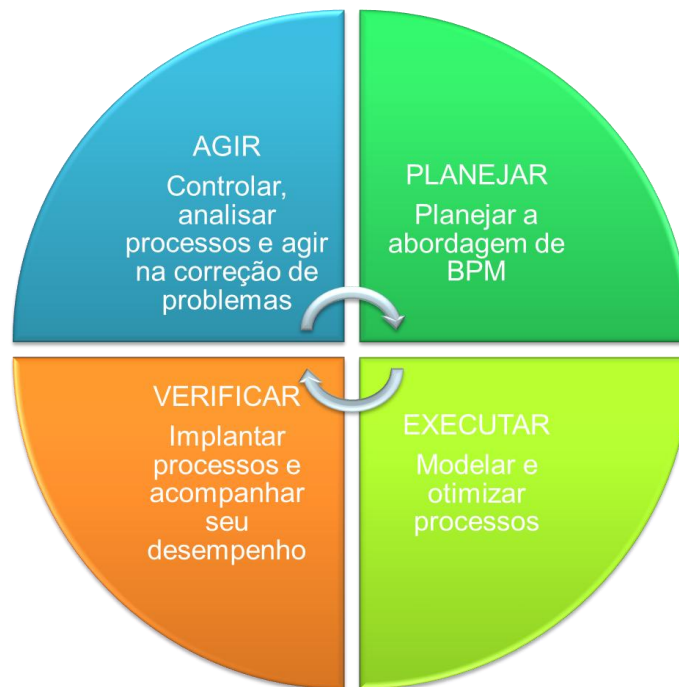 AGIR
Controlar,
analisar
processos e agir
na correção de
problemas
PLANEJAR
Planejar a
abordagem de
BPM
VERIFICAR
Implantar
processos e
acompanhar
seu
desempenho
EXECUTAR
Modelar e
otimizar
processos